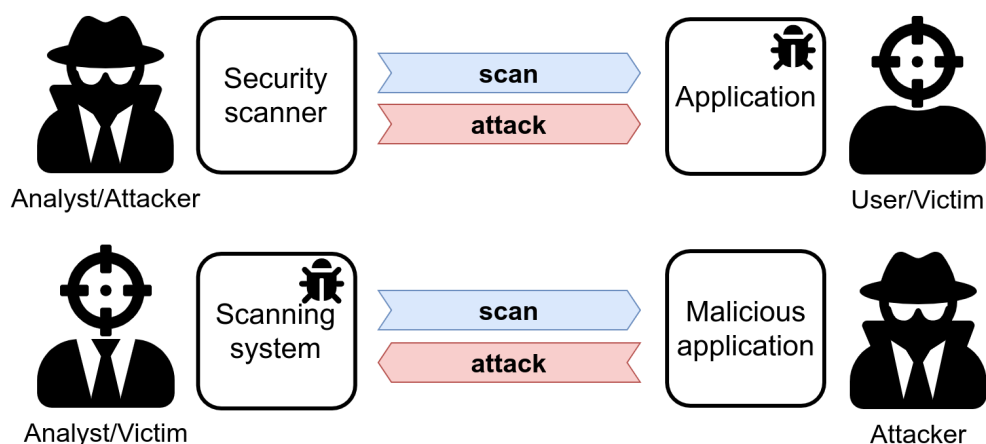 Security
scanner
scan
attack
Application
Analyst/Attacker
User/Victim
Scanning
system
scan
attack
Malicious
application
Analyst/Victim
Attacker